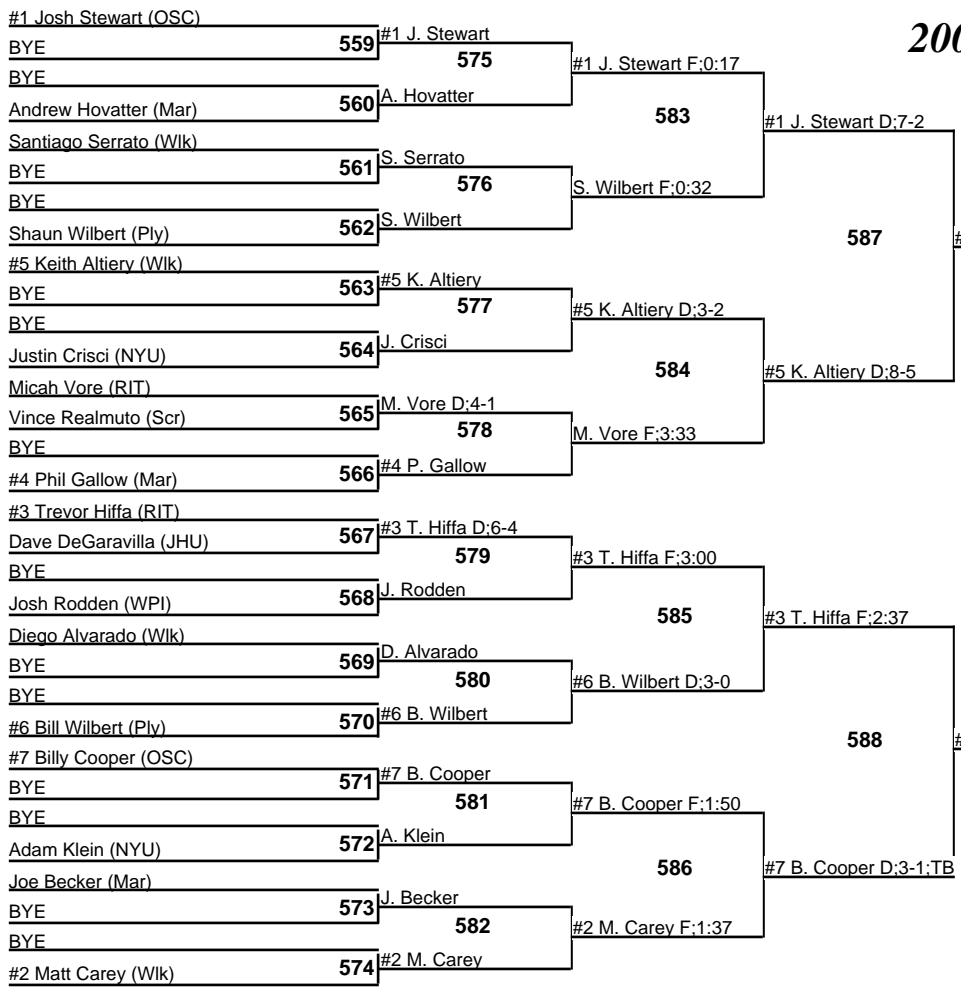 #1 Josh Stewart (OSC)
BYE
559
BYE
Andrew Hovatter (Mar)
560
Santiago Serrato (Wlk)
BYE
561
BYE
Shaun Wilbert (Ply)
562
#5 Keith Altiery (Wlk)
BYE
563
BYE
Justin Crisci (NYU)
564
Micah Vore (RIT)
Vince Realmuto (Scr)
565
BYE
#4 Phil Gallow (Mar)
566
#3 Trevor Hiffa (RIT)
Dave DeGaravilla (JHU)
567
BYE
Josh Rodden (WPI)
568
Diego Alvarado (Wlk)
BYE
569
BYE
#6 Bill Wilbert (Ply)
570
#7 Billy Cooper (OSC)
BYE
571
BYE
Adam Klein (NYU)
572
Joe Becker (Mar)
BYE
573
BYE
#2 Matt Carey (Wlk)
574
#1 J. Stewart
575
A. Hovatter
S. Serrato
576
S. Wilbert
#5 K. Altiery
577
J. Crisci
M. Vore D;4-1
578
#4 P. Gallow
#3 T. Hiffa D;6-4
579
J. Rodden
D. Alvarado
580
#6 B. Wilbert
#7 B. Cooper
581
A. Klein
J. Becker
582
#2 M. Carey
#1 J. Stewart F;0:17
583
S. Wilbert F;0:32
#5 K. Altiery D;3-2
584
M. Vore F;3:33
#3 T. Hiffa F;3:00
585
#6 B. Wilbert D;3-0
#7 B. Cooper F;1:50
586
#2 M. Carey F;1:37
#1 J. Stewart D;7-2
587
#5 K. Altiery D;8-5
#3 T. Hiffa F;2:37
588
#7 B. Cooper D;3-1;TB
200
#
#